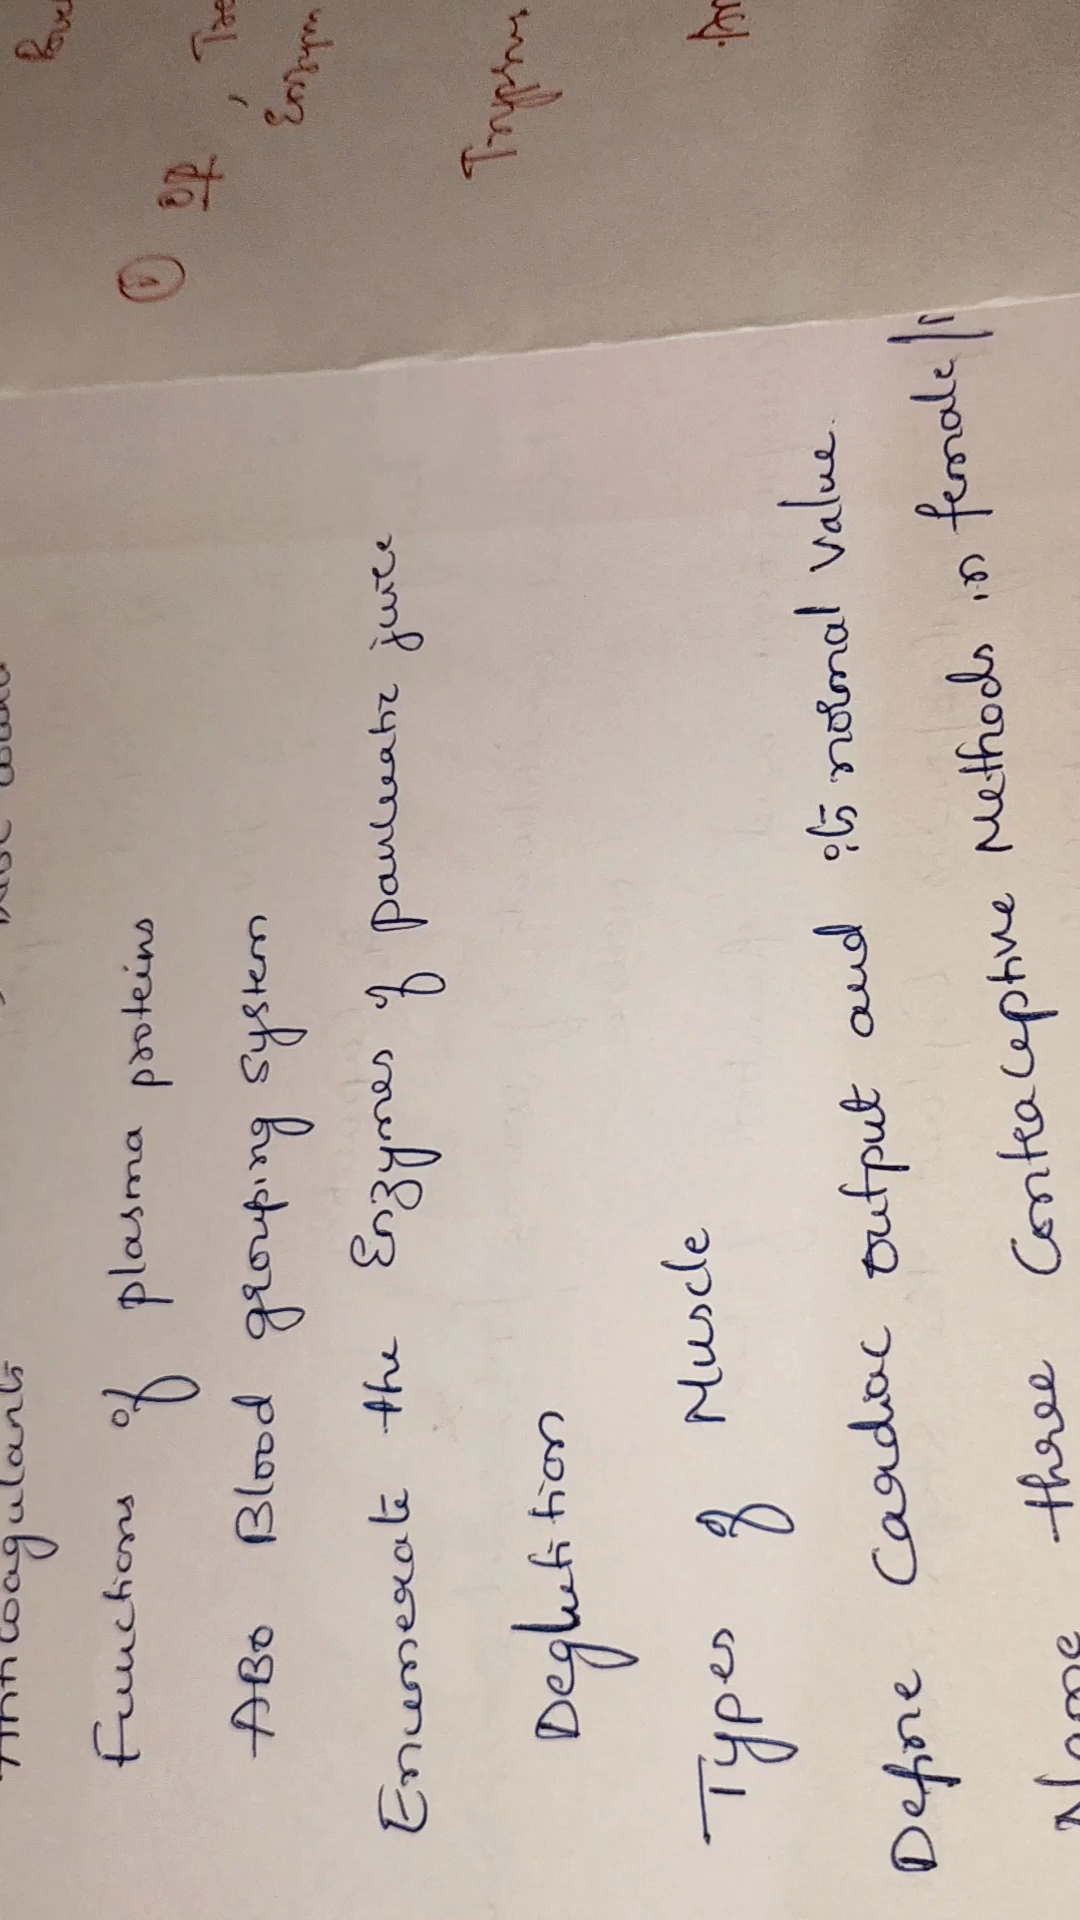 Anticoagulants
Functions of plasma proteins
ABO Blood grouping system
Enumerate the Enzymes of pancreatic juice
Deglutition
Types of Muscle
Define Cardiac output and its normal value.
Name three Contraceptive Methods in female